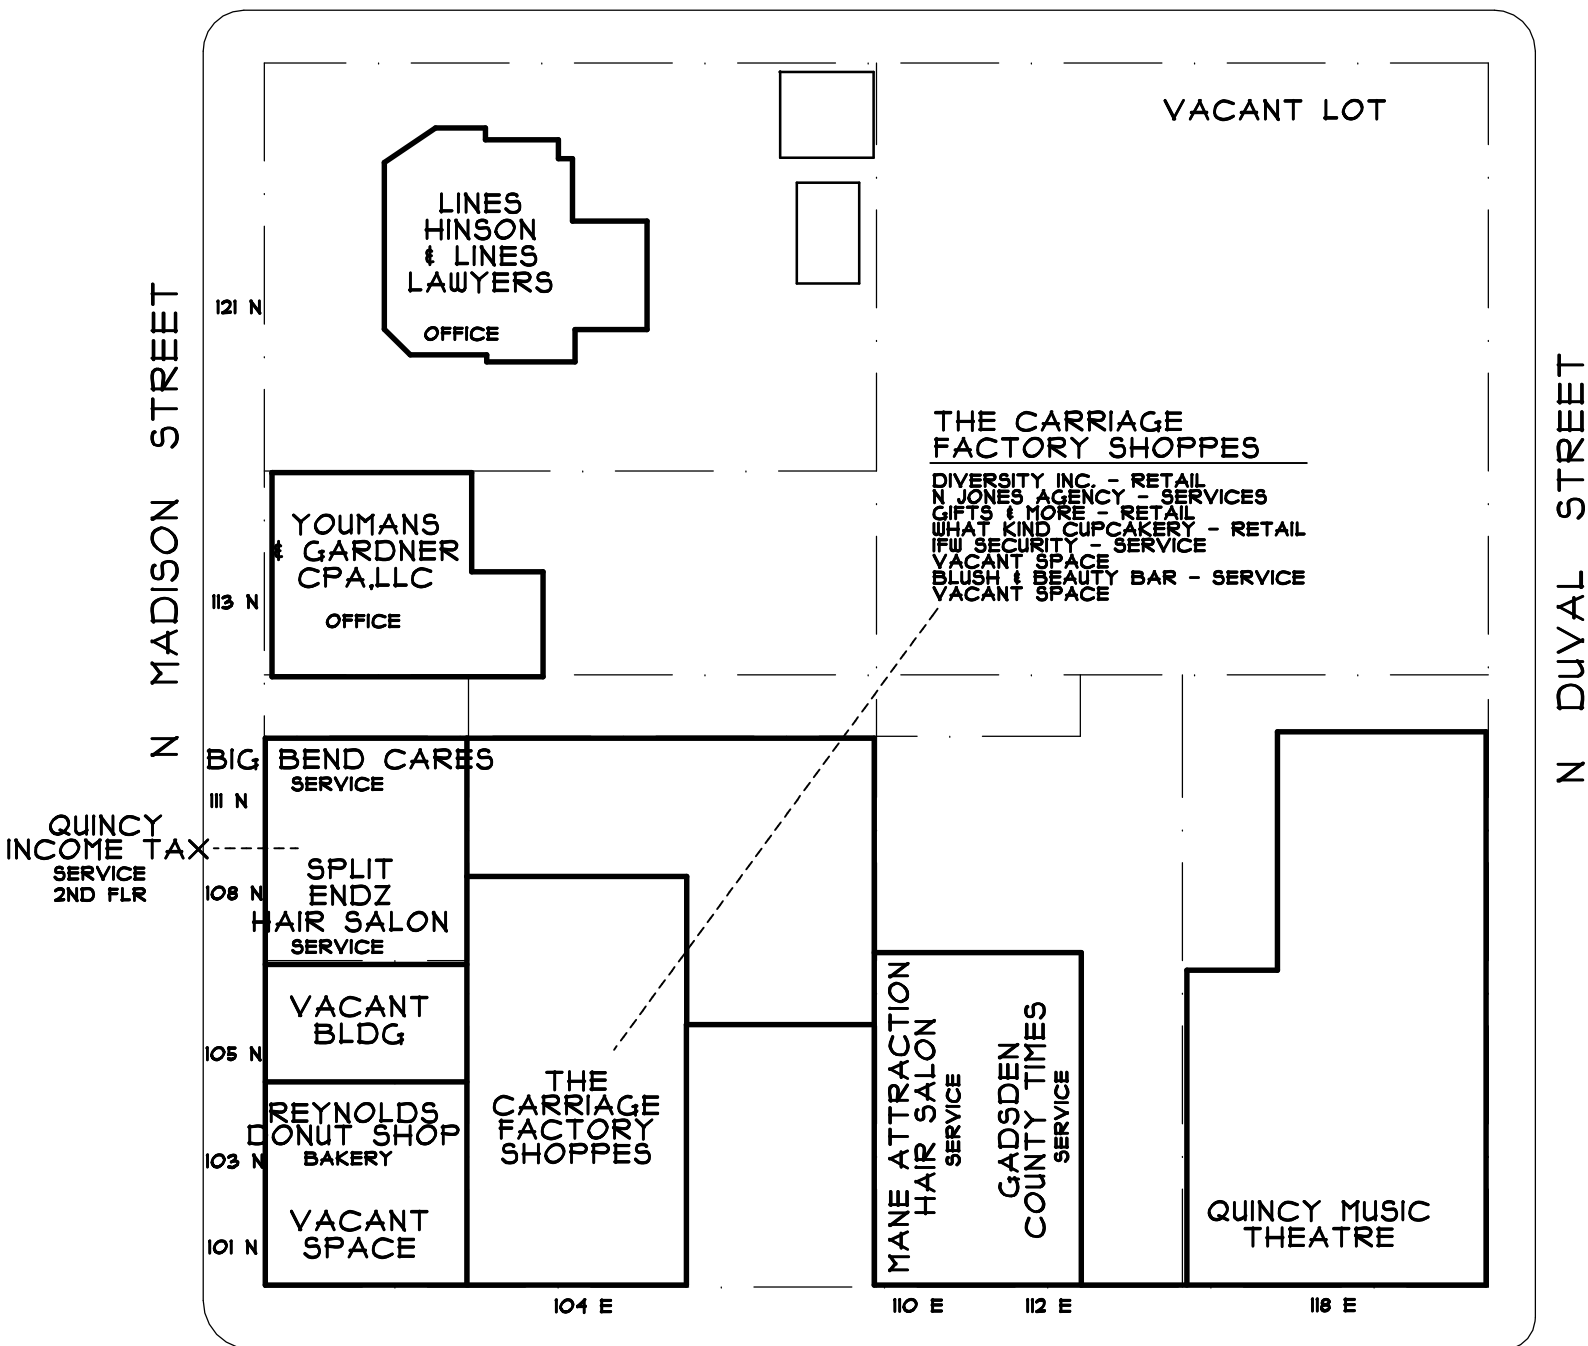 VACANT LOT
LINES
HINSON
& LINES
LAWYERS
OFFICE
121 N
N MADISON STREET
N DUVAL STREET
THE CARRIAGE
FACTORY SHOPPES
DIVERSITY INC. - RETAIL
N JONES AGENCY - SERVICES
GIFTS & MORE - RETAIL
WHAT KIND CUPCAKERY - RETAIL
IFW SECURITY - SERVICE
VACANT SPACE
BLUSH & BEAUTY BAR - SERVICE
VACANT SPACE
YOUMANS
& GARDNER
CPA,LLC
OFFICE
113 N
BIG BEND CARES
SERVICE
111 N
QUINCY
INCOME TAX
SERVICE
2ND FLR
SPLIT
ENDZ
HAIR SALON
SERVICE
108 N
VACANT
BLDG
105 N
REYNOLDS
DONUT SHOP
BAKERY
103 N
VACANT
SPACE
101 N
THE
CARRIAGE
FACTORY
SHOPPES
MANE ATTRACTION
HAIR SALON
SERVICE
GADSDEN
COUNTY TIMES
SERVICE
QUINCY MUSIC
THEATRE
104 E
110 E
112 E
118 E